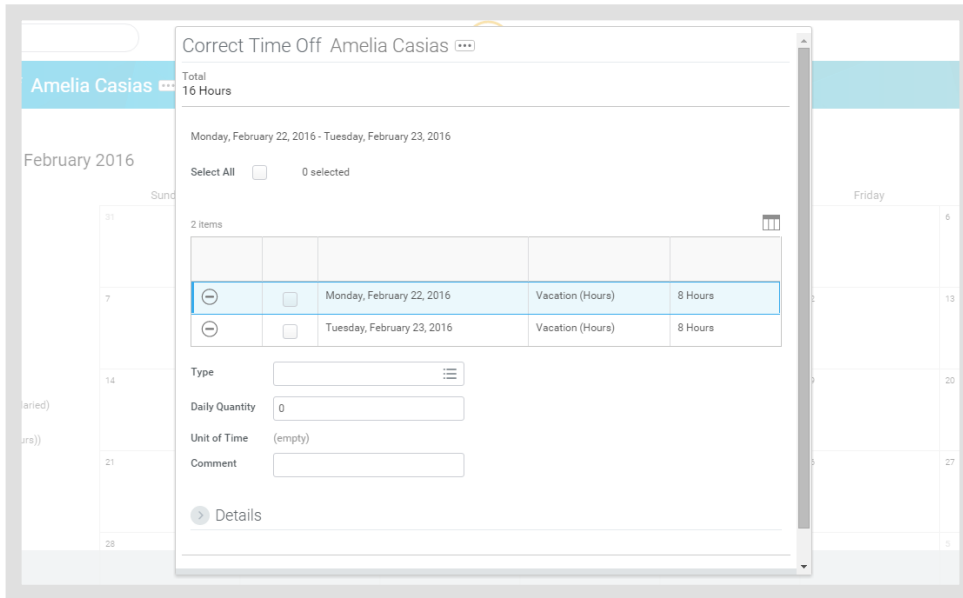 Correct Time Off Amelia Casias
Total
16 Hours
Amelia Casias
Monday, February 22, 2016 - Tuesday, February 23, 2016
February 2016
Select All 0 selected
Friday
31
6
2 items
7
13
Monday, February 22, 2016 Vacation (Hours) 8 Hours
Tuesday, February 23, 2016 Vacation (Hours) 8 Hours
Type
14
20
Daily Quantity 0
Unit of Time (empty)
Comment
21
27
Details
28